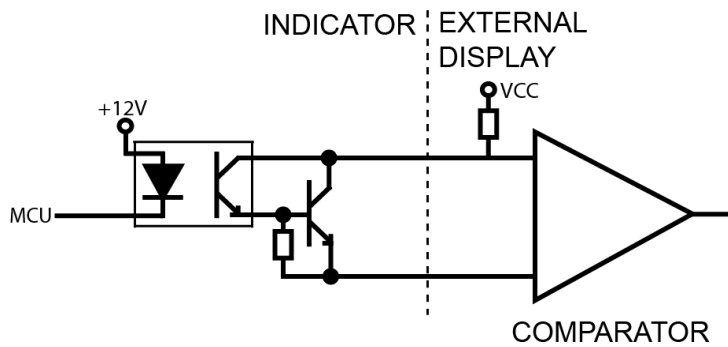 INDICATOR
EXTERNAL
DISPLAY
VCC
+12V
MCU
COMPARATOR